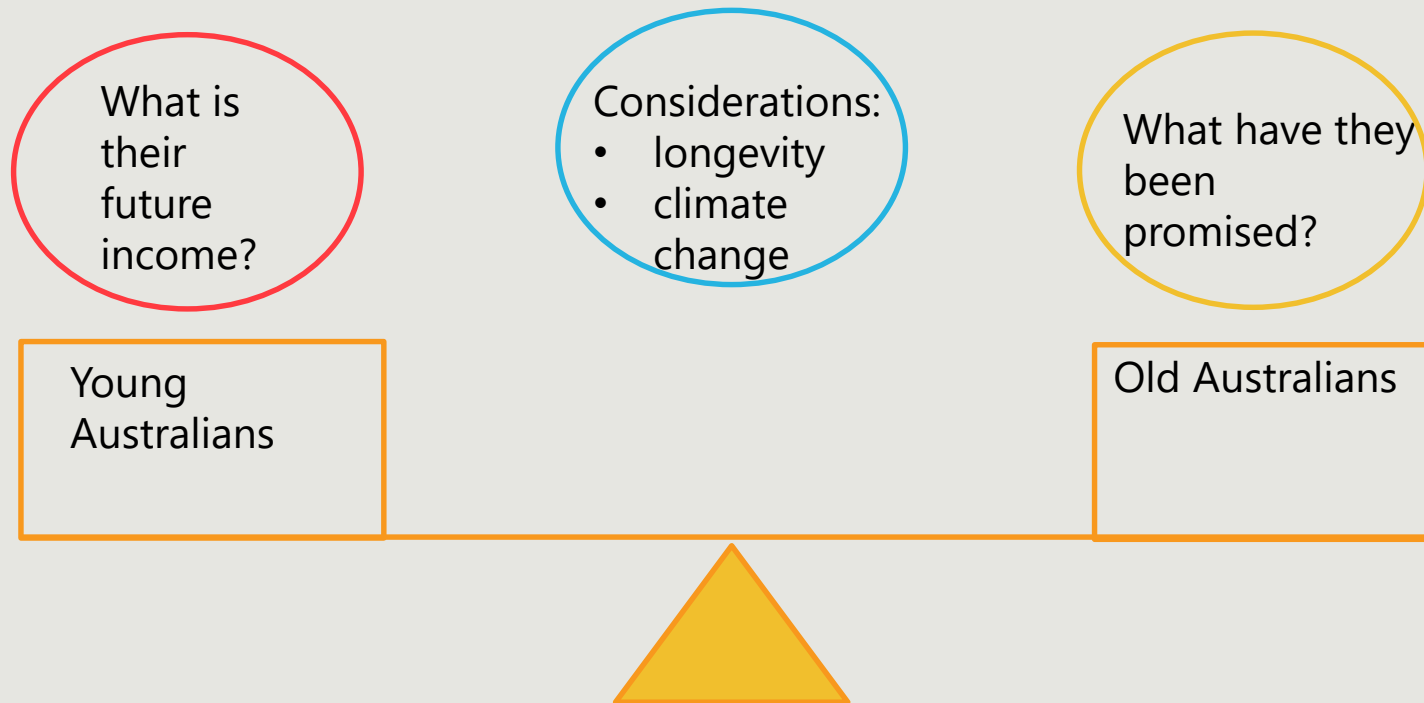 What is
their
future
income?
Considerations:
• longevity
• climate
change
What have they
been
promised?
Young
Australians
Old Australians